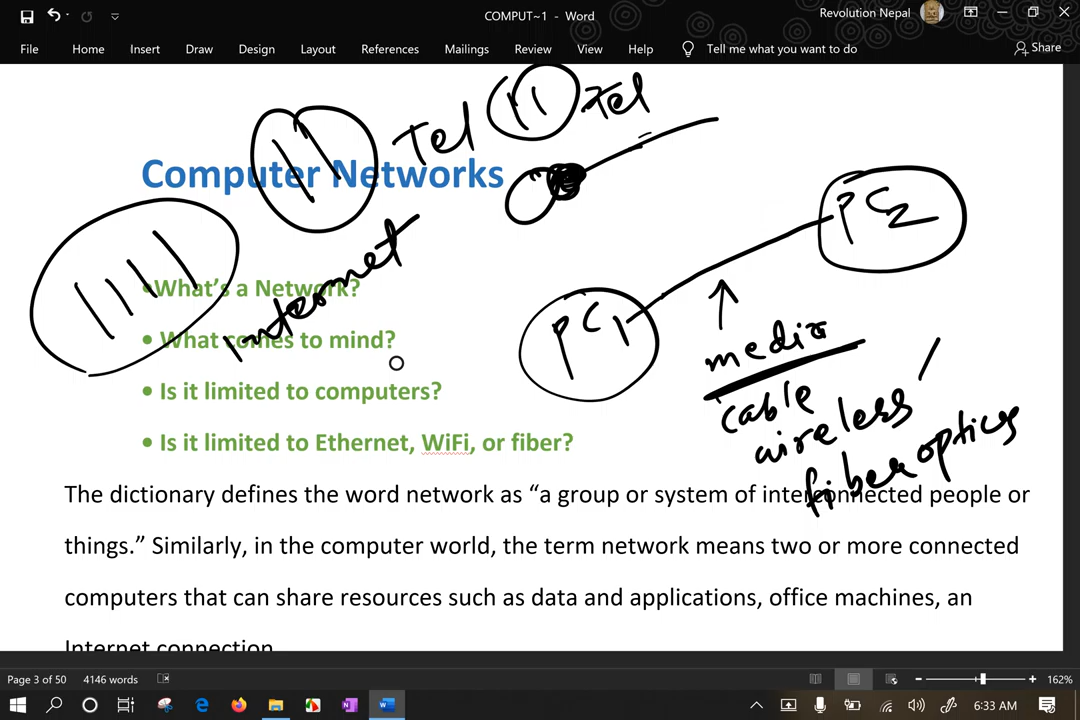 COMPUT~1 - Word
Revolution Nepal
File Home Insert Draw Design Layout References Mailings Review View Help Tell me what you want to do Share
Tel Tel
Computer Networks
PC2
Internet
• What's a Network?
PC1
media
• What comes to mind?
cable
• Is it limited to computers?
wireless
• Is it limited to Ethernet, WiFi, or fiber?
fiber optics
The dictionary defines the word network as “a group or system of interconnected people or
things.” Similarly, in the computer world, the term network means two or more connected
computers that can share resources such as data and applications, office machines, an
Internet connection
Page 3 of 50 4146 words 162%
6:33 AM